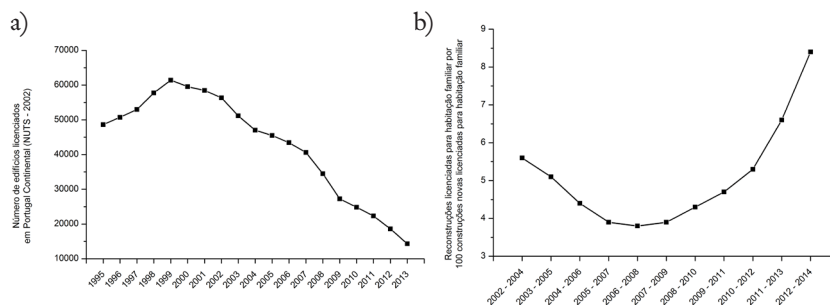 a)
Número de edifícios licenciados
em Portugal Continental (NUTS - 2002)
70000
60000
50000
40000
30000
20000
10000
1995
1996
1997
1998
1999
2000
2001
2002
2003
2004
2005
2006
2007
2008
2009
2010
2011
2012
2013
b)
Reconstruções licenciadas para habitação familiar por
100 construções novas licenciadas para habitação familiar
9
8
7
6
5
4
3
2002 - 2004
2003 - 2005
2004 - 2006
2005 - 2007
2006 - 2008
2007 - 2009
2008 - 2010
2009 - 2011
2010 - 2012
2011 - 2013
2012 - 2014